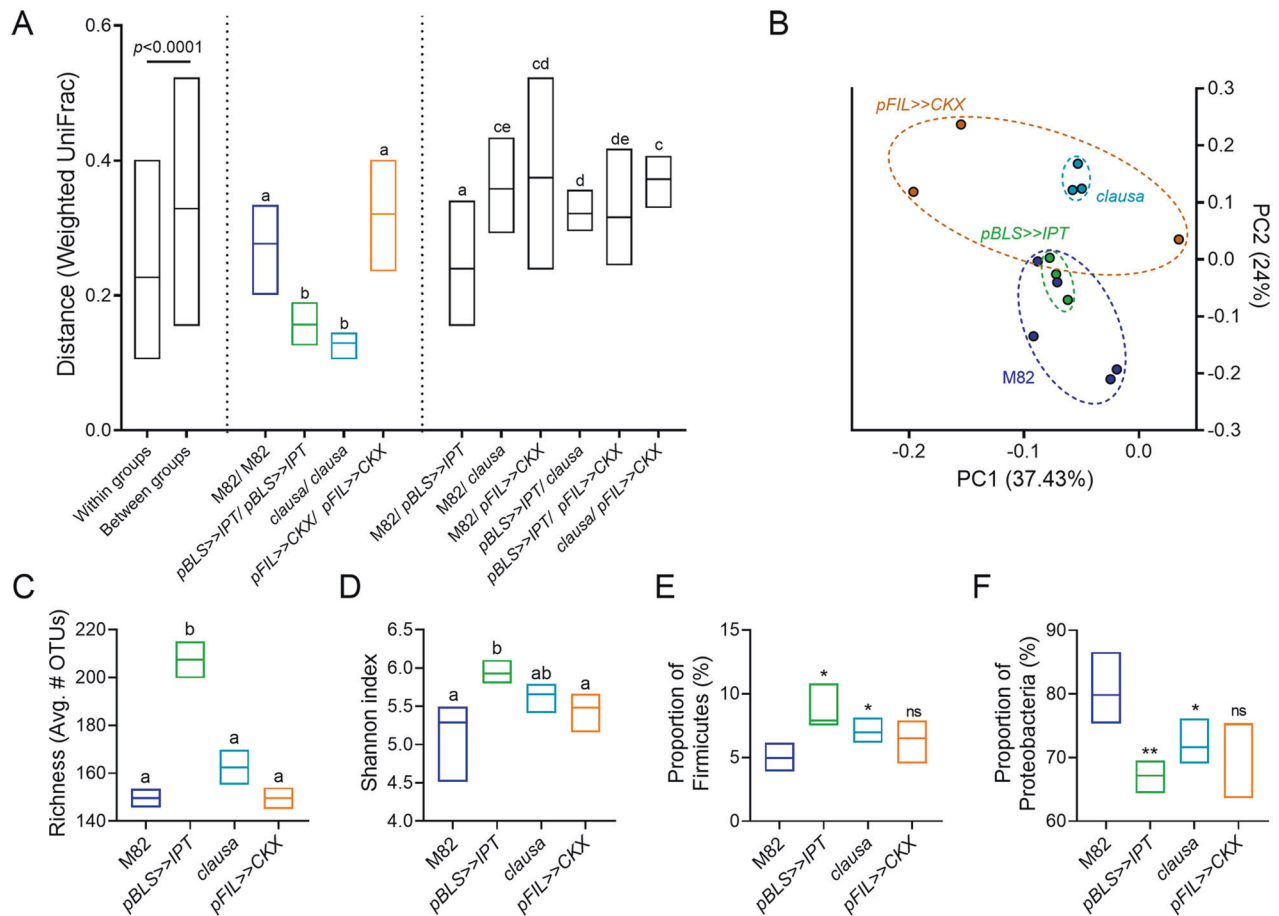 A
Distance (Weighted UniFrac)
0.6
0.4
0.2
0.0
p<0.0001
a
b
b
a
a
ce
cd
d
de
c
Within groups
Between groups
M82/ M82
pBLS>>IPT/ pBLS>>IPT
clausa/ clausa
pFIL>>CKX/ pFIL>>CKX
M82/ pBLS>>IPT
M82/ clausa
M82/ pFIL>>CKX
pBLS>>IPT/ clausa
pBLS>>IPT/ pFIL>>CKX
clausa/ pFIL>>CKX
B
pFIL>>CKX
clausa
pBLS>>IPT
M82
0.3
0.2
0.1
0.0
-0.1
-0.2
-0.3
PC2 (24%)
-0.2
-0.1
0.0
PC1 (37.43%)
C
Richness (Avg. # OTUs)
220
200
180
160
140
a
b
a
a
M82
pBLS>>IPT
clausa
pFIL>>CKX
D
Shannon index
6.5
6.0
5.5
5.0
4.5
4.0
a
b
ab
a
M82
pBLS>>IPT
clausa
pFIL>>CKX
E
Proportion of
Firmicutes (%)
15
10
5
0
*
*
ns
M82
pBLS>>IPT
clausa
pFIL>>CKX
F
Proportion of
Proteobacteria (%)
90
80
70
60
**
*
ns
M82
pBLS>>IPT
clausa
pFIL>>CKX